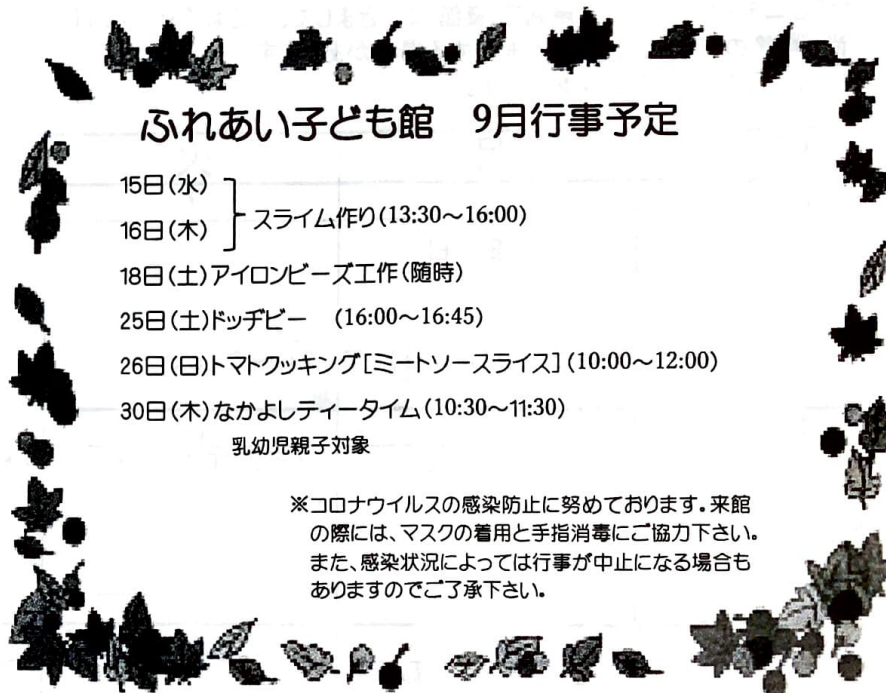 ふれあい子ども館 9月行事予定
15日(水)
16日(木)
スライム作り(13:30～16:00)
18日(土)アイロンビーズ工作(随時)
25日(土)ドッヂビー (16:00～16:45)
26日(日)トマトクッキング[ミートソースライス](10:00～12:00)
30日(木)なかよしティータイム(10:30～11:30)
乳幼児親子対象
※コロナウイルスの感染防止に努めております。来館
の際には、マスクの着用と手指消毒にご協力下さい。
また、感染状況によっては行事が中止になる場合も
ありますのでご了承下さい。